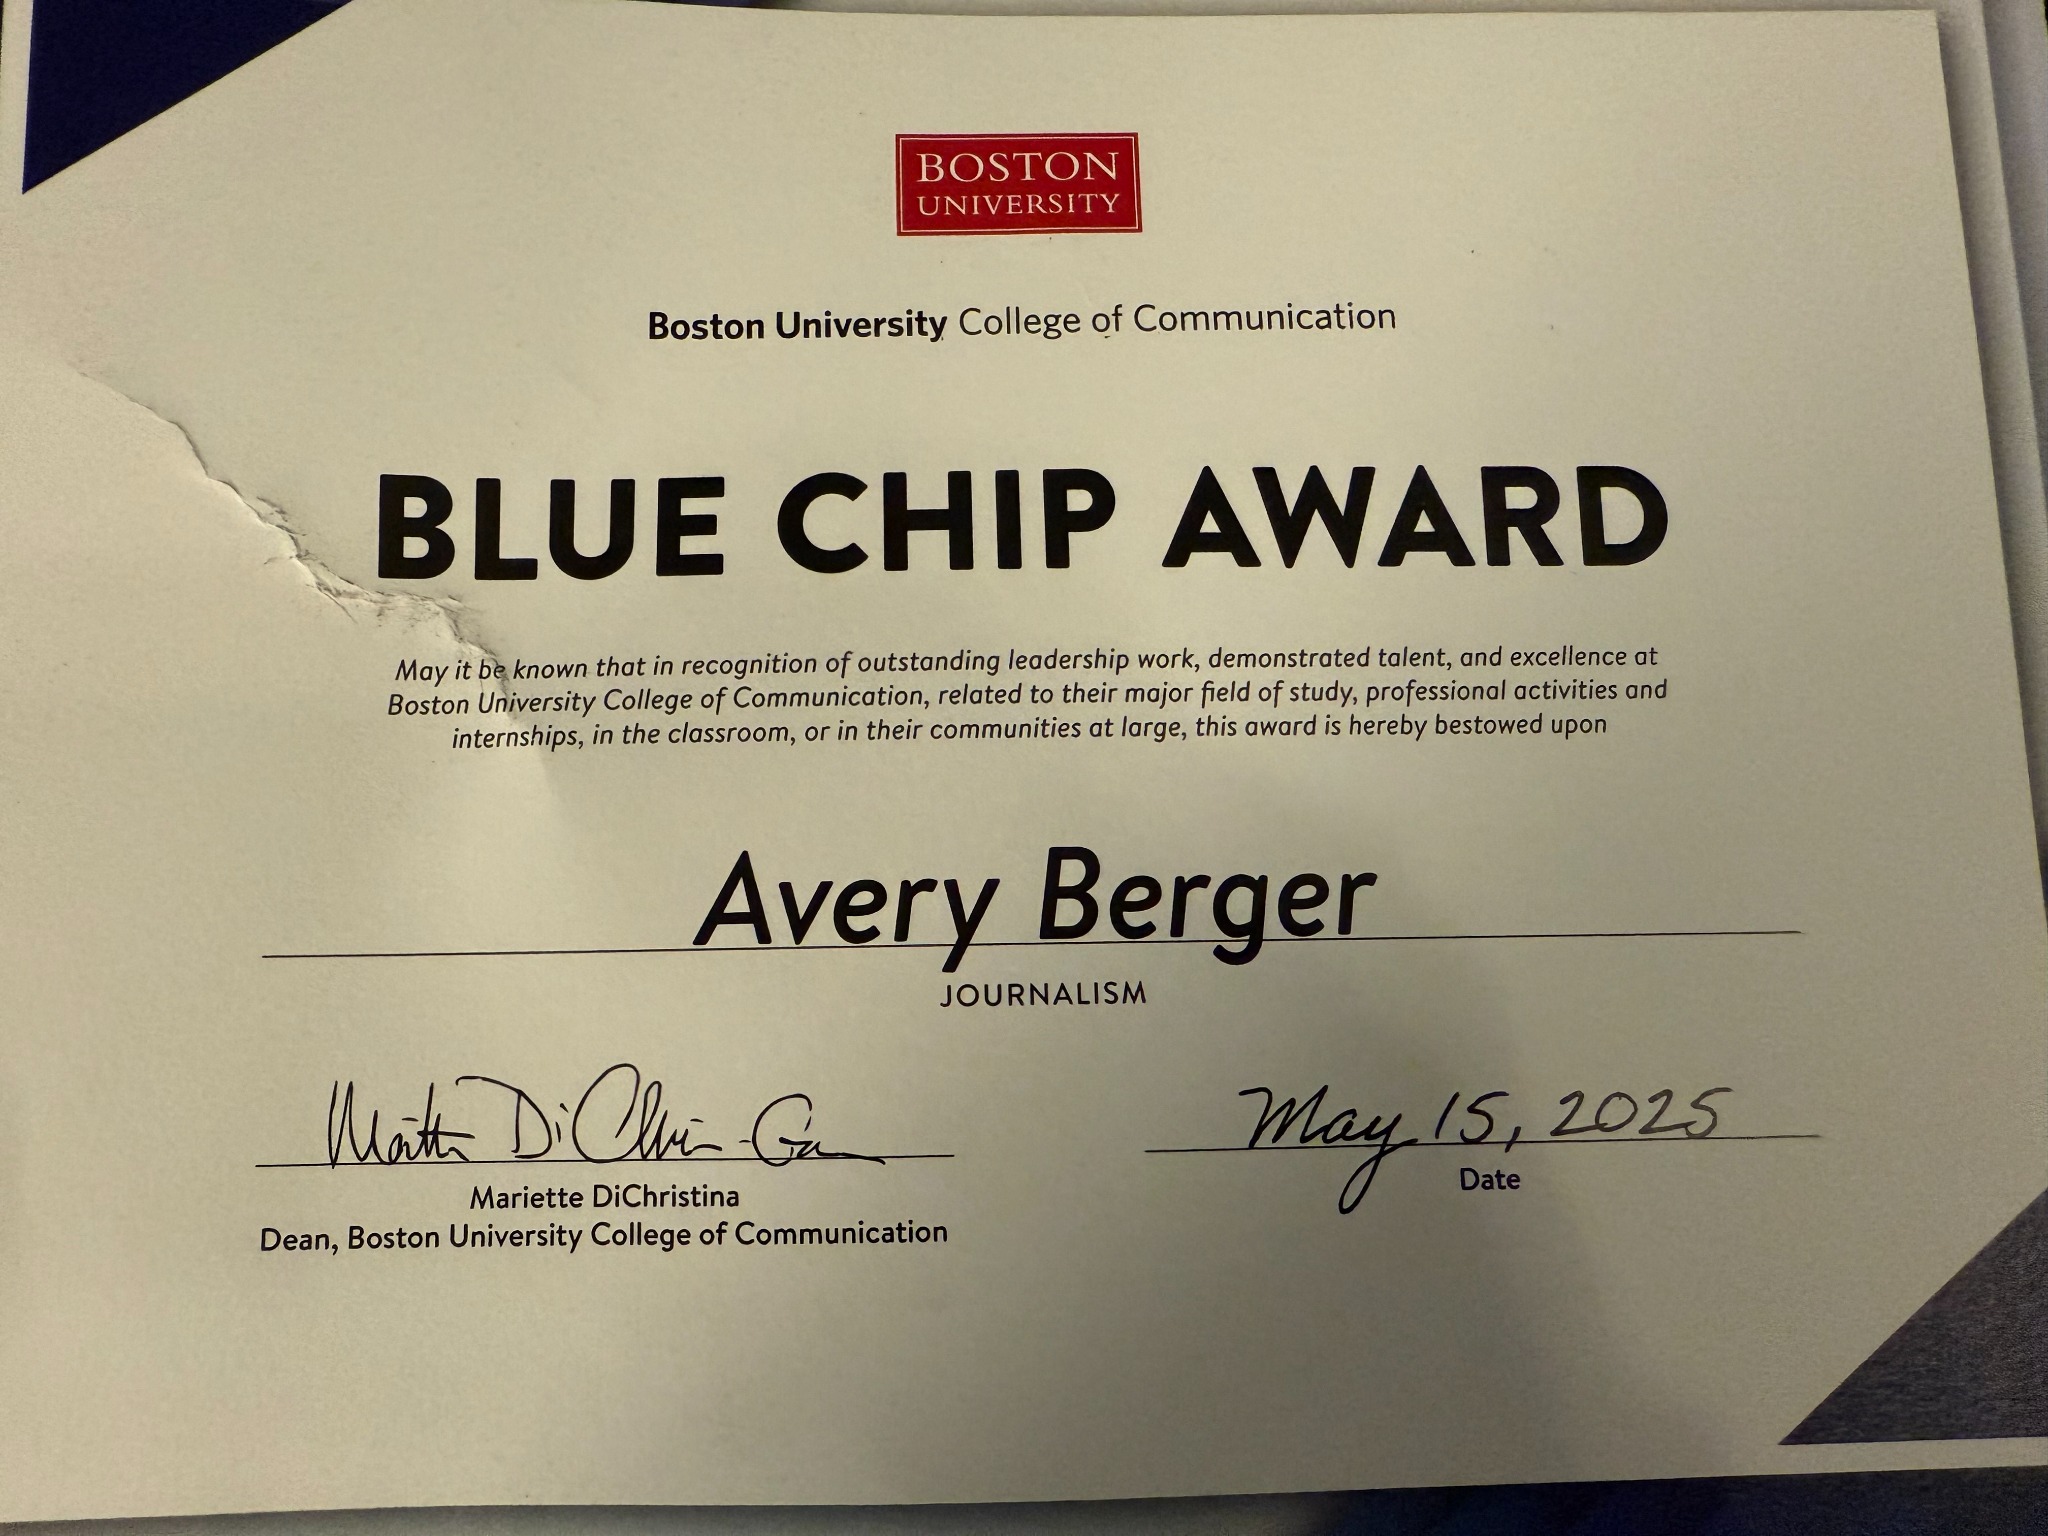 BOSTON
UNIVERSITY
Boston University College of Communication
BLUE CHIP AWARD
May it be known that in recognition of outstanding leadership work, demonstrated talent, and excellence at
Boston University College of Communication, related to their major field of study, professional activities and
internships, in the classroom, or in their communities at large, this award is hereby bestowed upon
Avery Berger
JOURNALISM
May 15, 2025
Mariette DiChristina
Dean, Boston University College of Communication
Date